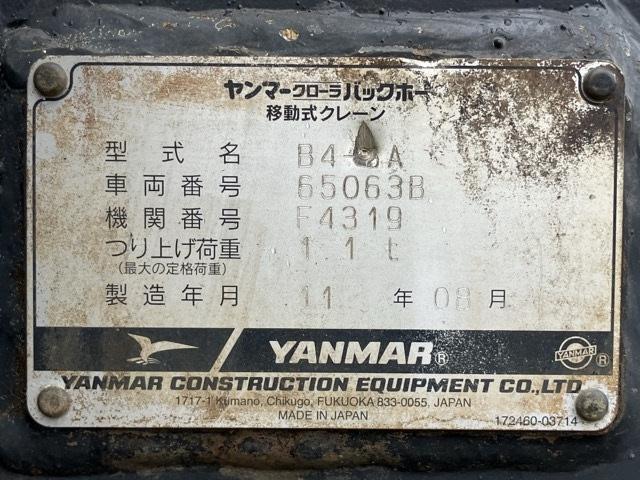 ヤンマークローラバックホー
移動式クレーン
型式名 B4-6A
車両番号 65063B
機関番号 F4319
つり上げ荷重 1 1 t
(最大の定格荷重)
製造年月 11 年 08 月
YANMAR ®
YANMAR ®
YANMAR CONSTRUCTION EQUIPMENT CO.,LTD
1717-1 Kumano, Chikugo, FUKUOKA 833-0055, JAPAN
MADE IN JAPAN
172460-03714